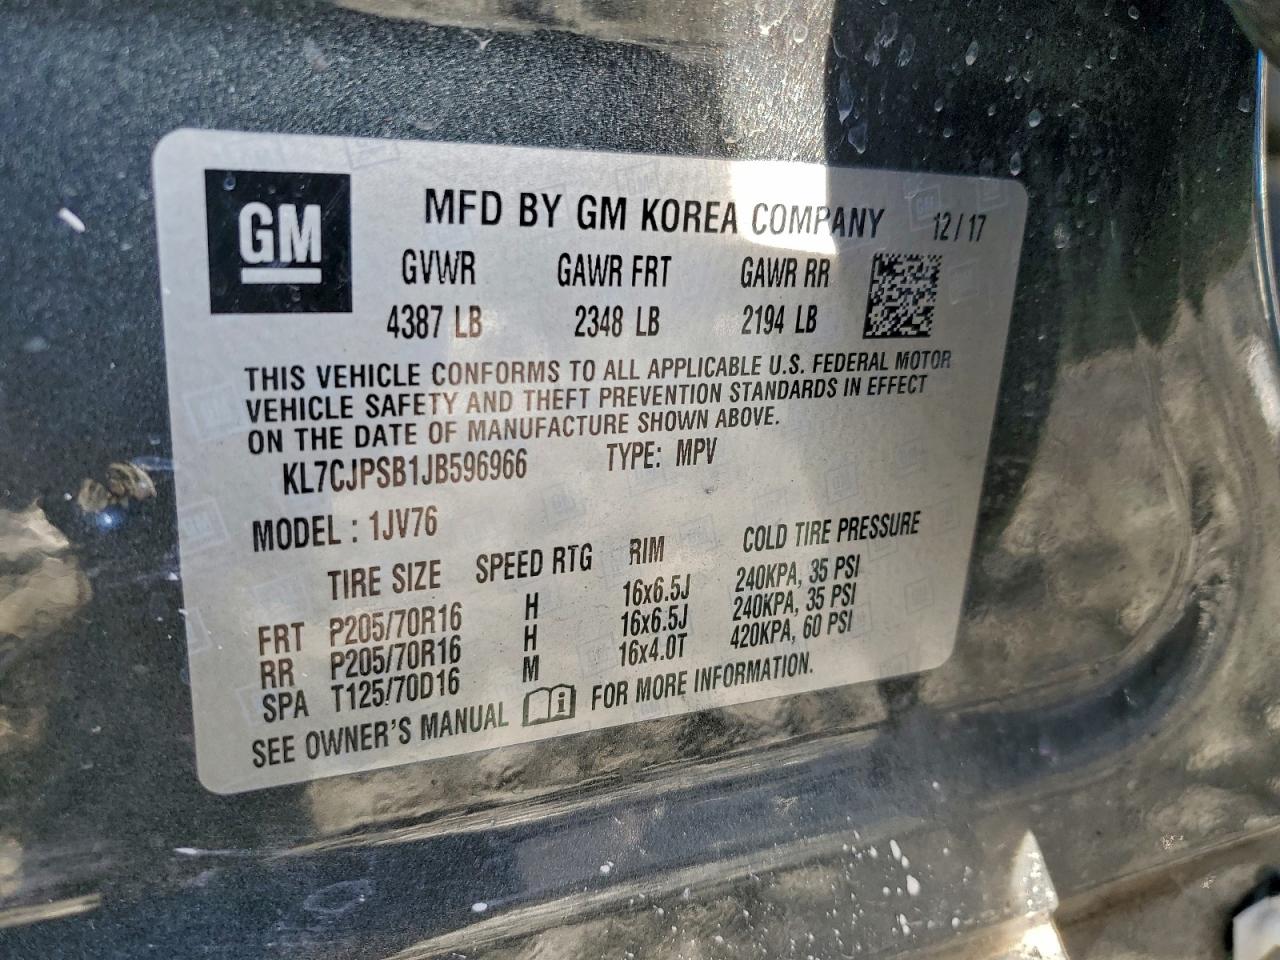 GM
MFD BY GM KOREA COMPANY 12/17
GVWR GAWR FRT GAWR RR
4387 LB 2348 LB 2194 LB
THIS VEHICLE CONFORMS TO ALL APPLICABLE U.S. FEDERAL MOTOR
VEHICLE SAFETY AND THEFT PREVENTION STANDARDS IN EFFECT
ON THE DATE OF MANUFACTURE SHOWN ABOVE.
KL7CJPSB1JB596966 TYPE: MPV
MODEL : 1JV76
TIRE SIZE SPEED RTG RIM COLD TIRE PRESSURE
FRT P205/70R16 H 16x6.5J 240KPA, 35 PSI
RR P205/70R16 H 16x6.5J 240KPA, 35 PSI
SPA T125/70D16 M 16x4.0T 420KPA, 60 PSI
SEE OWNER'S MANUAL FOR MORE INFORMATION.